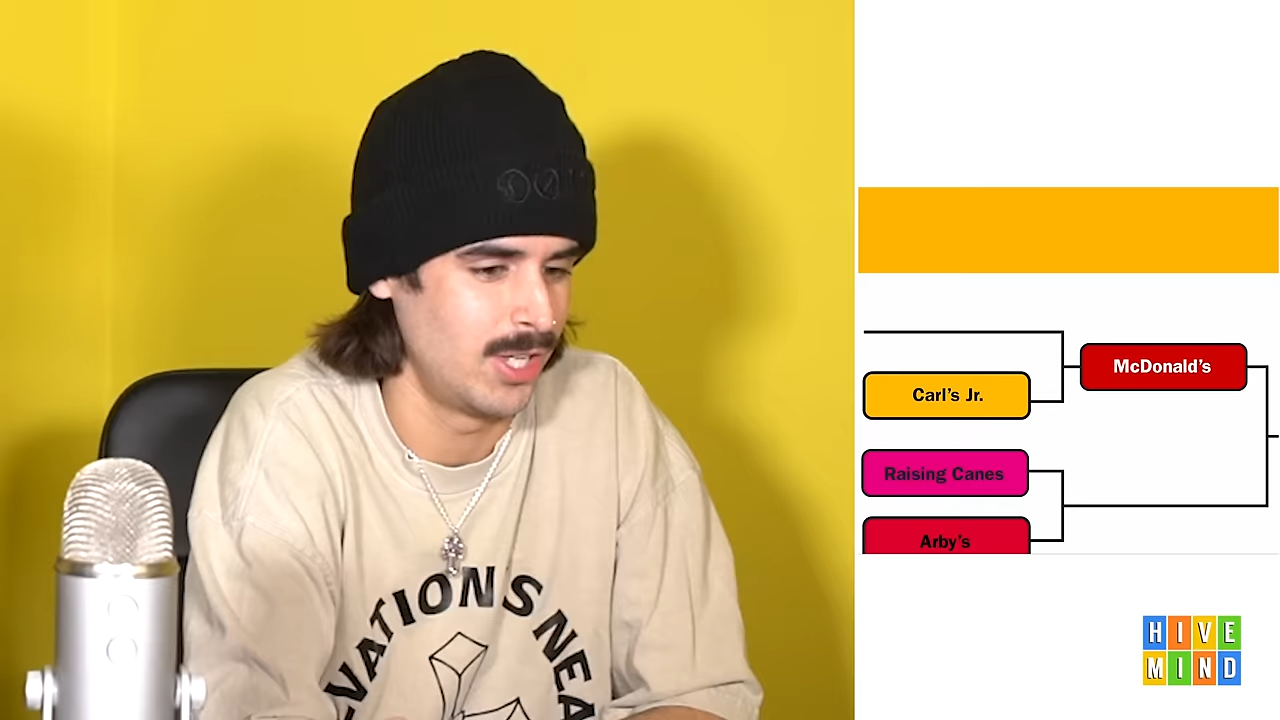 VATIONS NEA
McDonald's
Carl's Jr.
Raising Canes
Arby's
HIVE
MIND